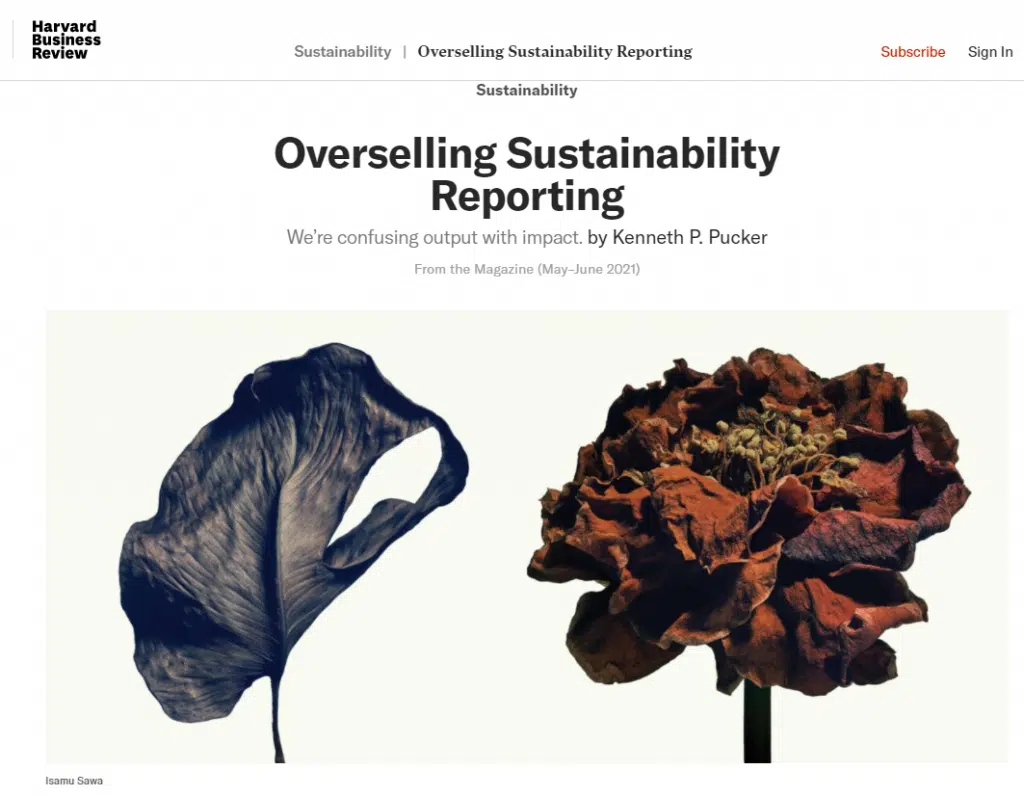 Harvard
Business
Review
Sustainability | Overselling Sustainability Reporting
Subscribe
Sign In
Sustainability
Overselling Sustainability
Reporting
We’re confusing output with impact. by Kenneth P. Pucker
From the Magazine (May–June 2021)
Isamu Sawa